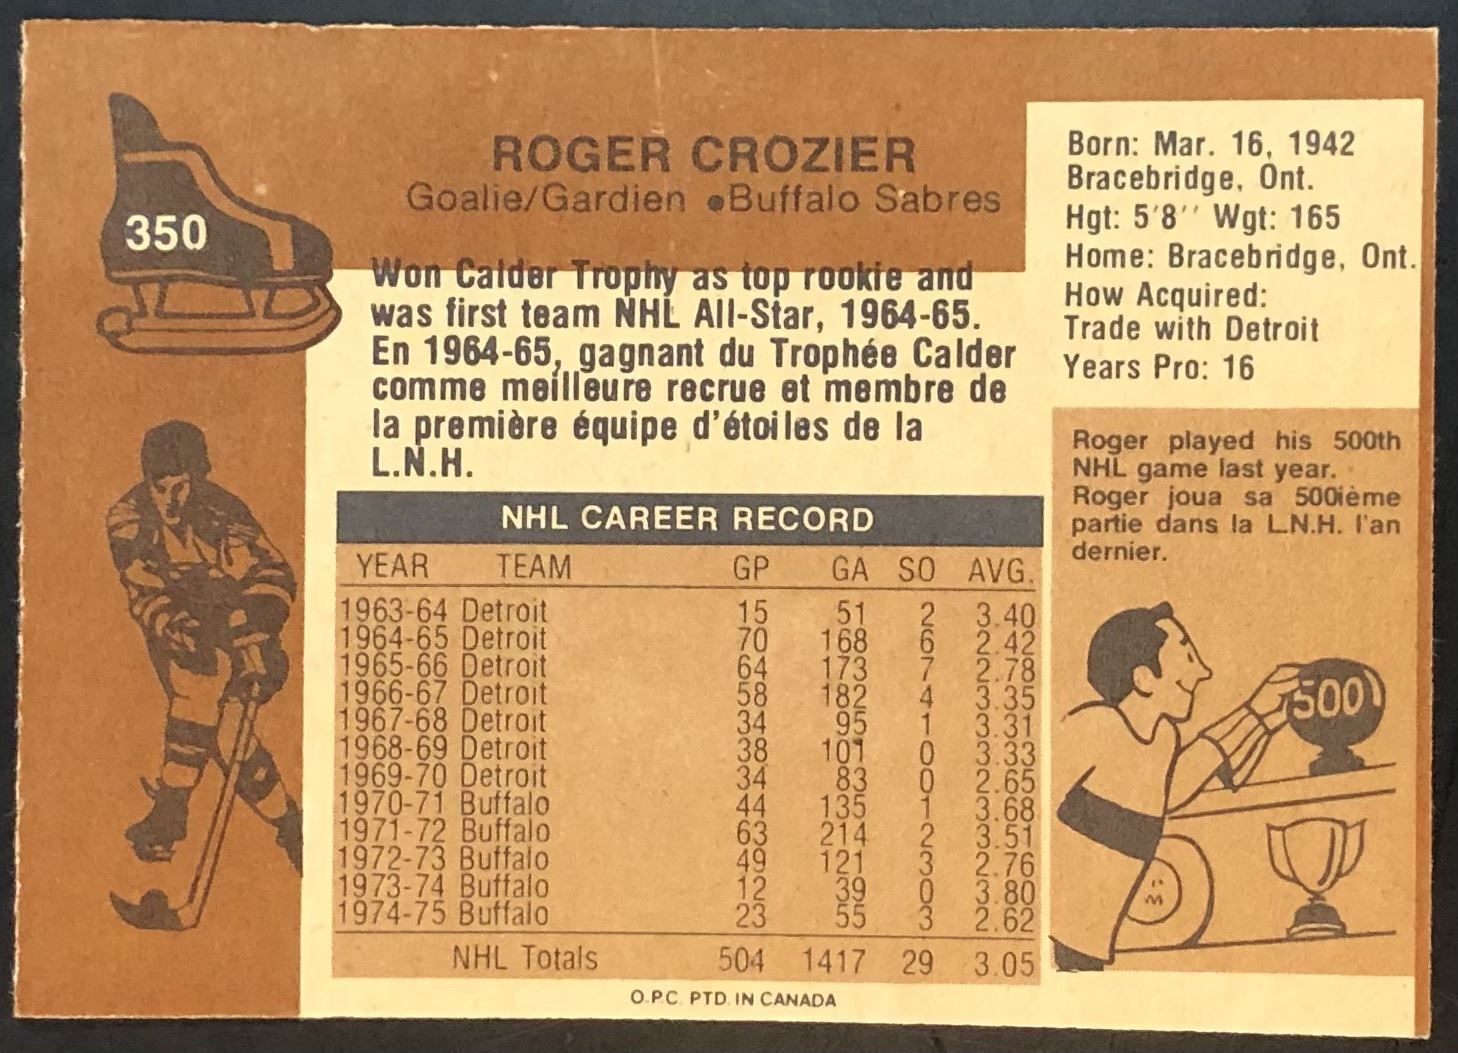 350
ROGER CROZIER
Goalie/Gardien •Buffalo Sabres
Won Calder Trophy as top rookie and
was first team NHL All-Star, 1964-65.
En 1964-65, gagnant du Trophée Calder
comme meilleure recrue et membre de
la première équipe d'étoiles de la
L.N.H.
Born: Mar. 16, 1942
Bracebridge, Ont.
Hgt: 5'8'' Wgt: 165
Home: Bracebridge, Ont.
How Acquired:
Trade with Detroit
Years Pro: 16
Roger played his 500th
NHL game last year.
Roger joua sa 500ième
partie dans la L.N.H. l'an
dernier.
500
NHL CAREER RECORD
YEAR TEAM GP GA SO AVG.
1963-64 Detroit 15 51 2 3.40
1964-65 Detroit 70 168 6 2.42
1965-66 Detroit 64 173 7 2.78
1966-67 Detroit 58 182 4 3.35
1967-68 Detroit 34 95 1 3.31
1968-69 Detroit 38 101 0 3.33
1969-70 Detroit 34 83 0 2.65
1970-71 Buffalo 44 135 1 3.68
1971-72 Buffalo 63 214 2 3.51
1972-73 Buffalo 49 121 3 2.76
1973-74 Buffalo 12 39 0 3.80
1974-75 Buffalo 23 55 3 2.62
NHL Totals 504 1417 29 3.05
O.P.C. PTD. IN CANADA